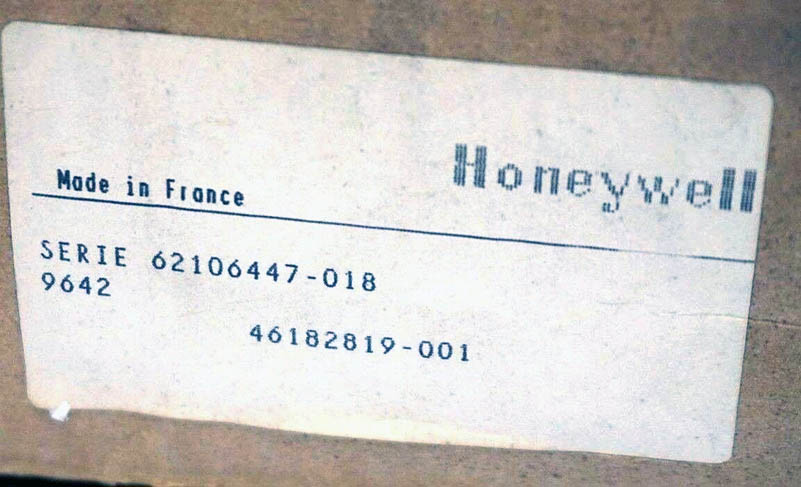 Honeywell
Made in France
SERIE 62106447-018
9642
46182819-001